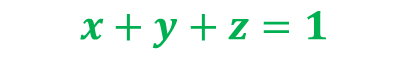 x + y + z = 1